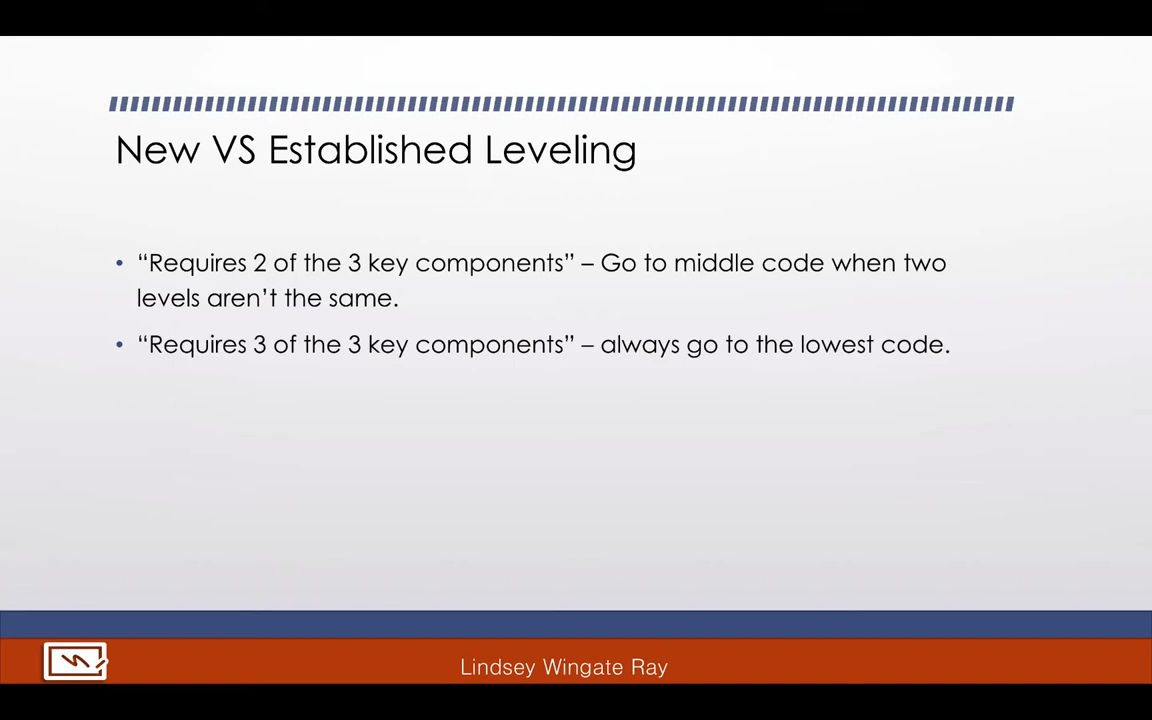 New VS Established Leveling
• “Requires 2 of the 3 key components” – Go to middle code when two
levels aren’t the same.
• “Requires 3 of the 3 key components” – always go to the lowest code.
Lindsey Wingate Ray